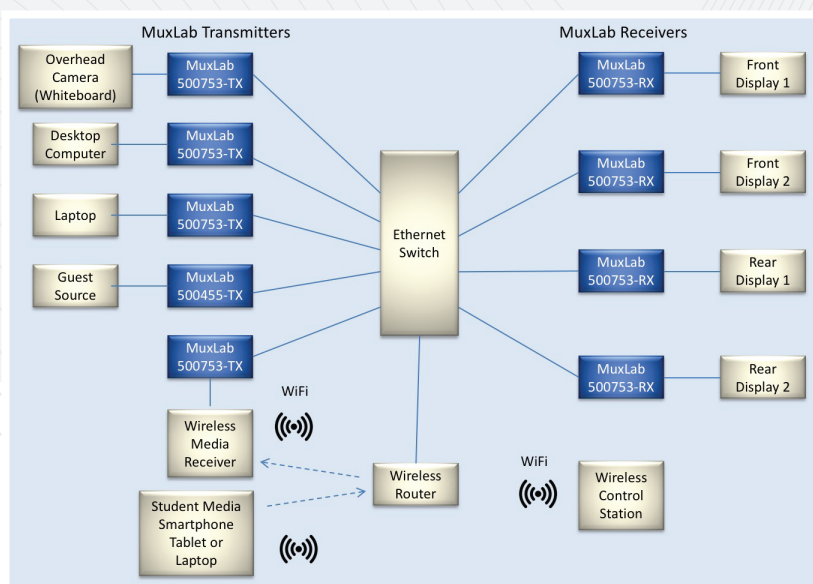 MuxLab Transmitters
MuxLab Receivers
Overhead
Camera
(Whiteboard)
MuxLab
500753-TX
Desktop
Computer
MuxLab
500753-TX
Laptop
MuxLab
500753-TX
Guest
Source
MuxLab
500455-TX
MuxLab
500753-TX
WiFi
Wireless
Media
Receiver
Student Media
Smartphone
Tablet or
Laptop
Ethernet
Switch
Wireless
Router
MuxLab
500753-RX
Front
Display 1
MuxLab
500753-RX
Front
Display 2
MuxLab
500753-RX
Rear
Display 1
MuxLab
500753-RX
Rear
Display 2
WiFi
Wireless
Control
Station